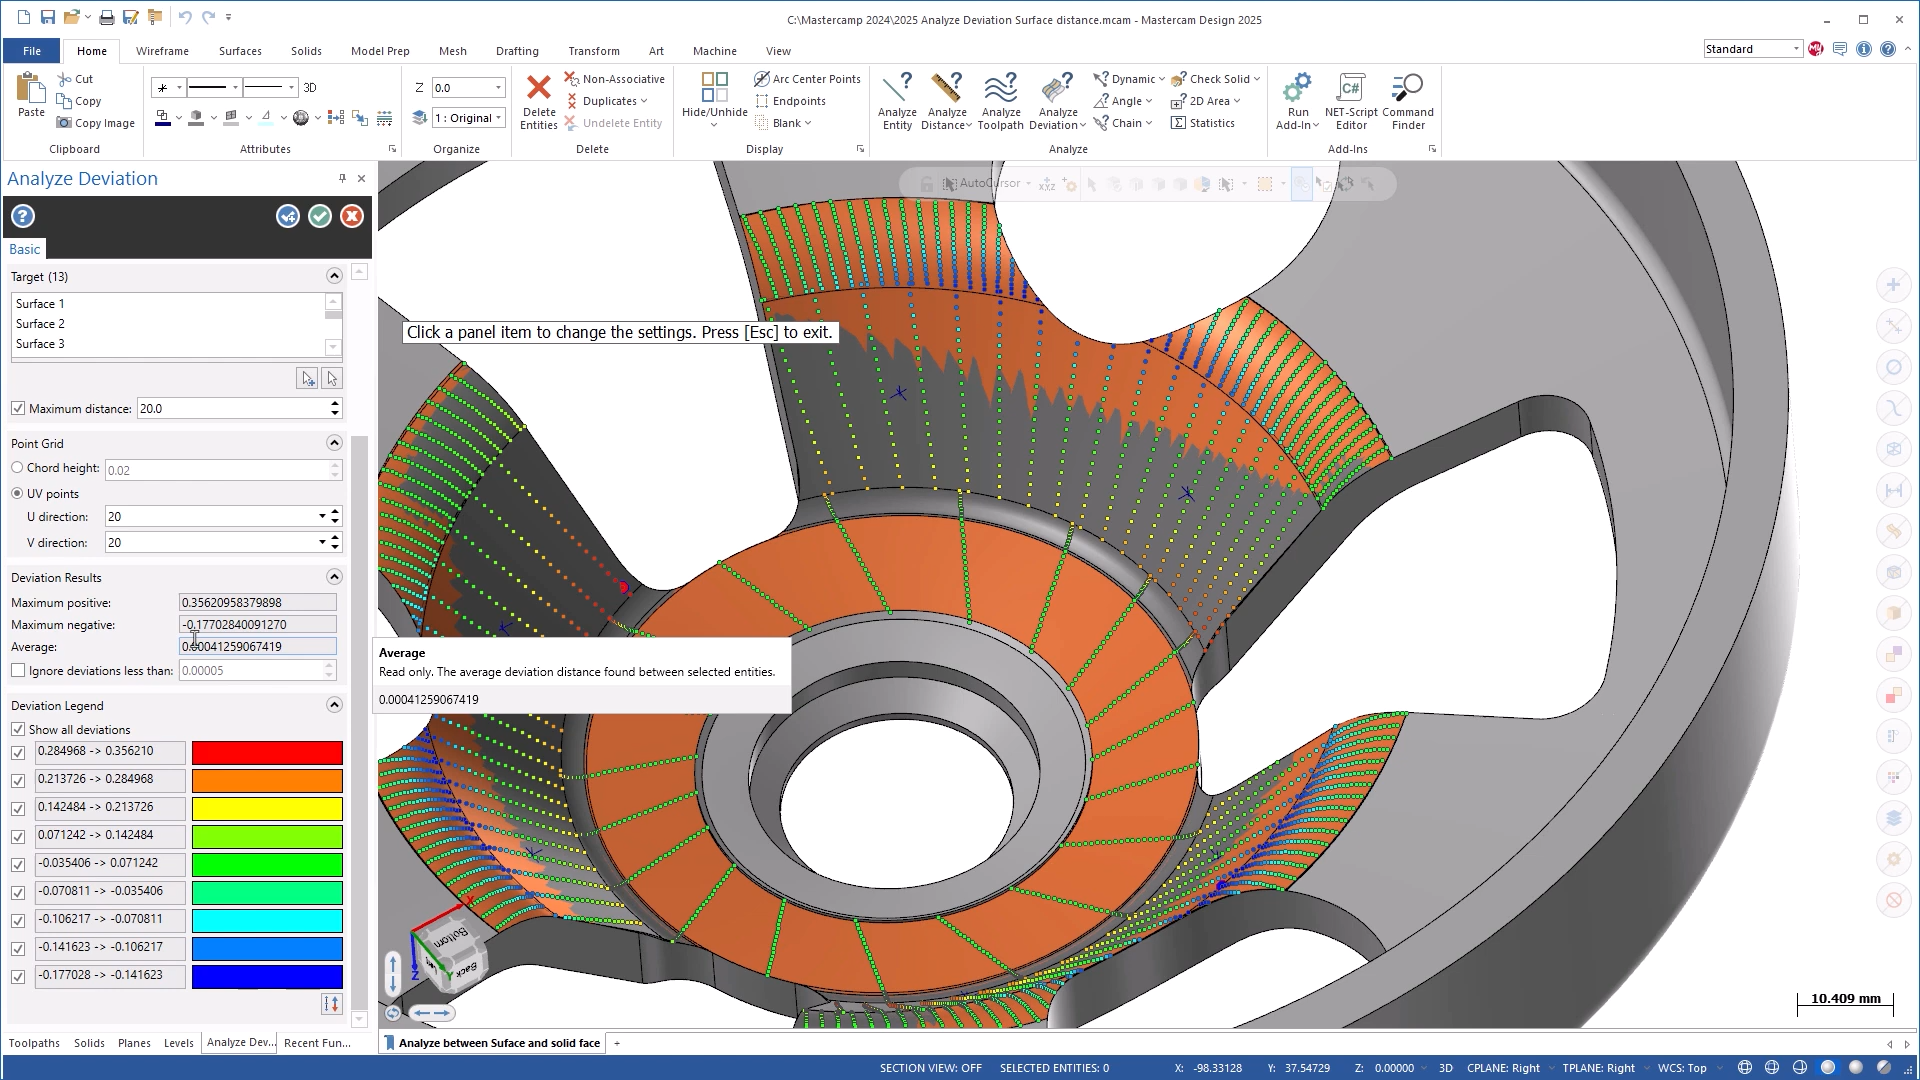 C:\Mastercamp 2024\2025 Analyze Deviation Surface distance.mcam - Mastercam Design 2025
File Home Wireframe Surfaces Solids Model Prep Mesh Drafting Transform Art Machine View Standard
Paste Cut Copy Copy Image
Clipboard
3D
Attributes
Z 0.0
1 : Original
Organize
Delete Entities
Non-Associative
Duplicates
Undelete Entity
Delete
Hide/Unhide
Arc Center Points
Endpoints
Blank
Display
Analyze Entity
Analyze Distance
Analyze Toolpath
Analyze Deviation
Dynamic
Angle
Chain
Check Solid
2D Area
Statistics
Analyze
Run Add-In
C#
.NET-Script Editor
Command Finder
Add-Ins
Analyze Deviation
Basic
Target (13)
Surface 1
Surface 2
Surface 3
Maximum distance: 20.0
Point Grid
Chord height: 0.02
UV points
U direction: 20
V direction: 20
Deviation Results
Maximum positive: 0.35620958379898
Maximum negative: -0.17702840091270
Average: 0.00041259067419
Ignore deviations less than: 0.00005
Deviation Legend
Show all deviations
0.284968 -> 0.356210
0.213726 -> 0.284968
0.142484 -> 0.213726
0.071242 -> 0.142484
-0.035406 -> 0.071242
-0.070811 -> -0.035406
-0.106217 -> -0.070811
-0.141623 -> -0.106217
-0.177028 -> -0.141623
Toolpaths Solids Planes Levels Analyze Dev... Recent Fun...
AutoCursor
Click a panel item to change the settings. Press [Esc] to exit.
Average
Read only. The average deviation distance found between selected entities.
0.00041259067419
X
Bottom
Back
Z
Y
10.409 mm
Analyze between Suface and solid face +
SECTION VIEW: OFF SELECTED ENTITIES: 0 X: -98.33128 Y: 37.54729 Z: 0.00000 3D CPLANE: Right TPLANE: Right WCS: Top